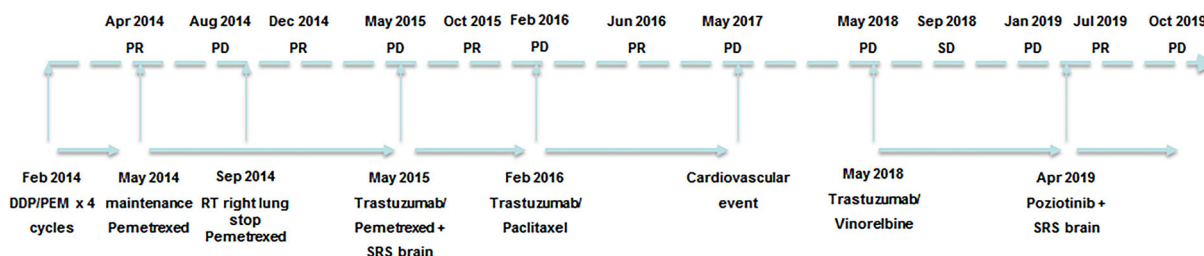 Apr 2014 Aug 2014 Dec 2014 May 2015 Oct 2015 Feb 2016 Jun 2016 May 2017 May 2018 Sep 2018 Jan 2019 Jul 2019 Oct 2019
PR PD PR PD PR PD PR PD PD SD PD PR PD
Feb 2014
DDP/PEM x 4
cycles
May 2014
maintenance
Pemetrexed
Sep 2014
RT right lung
stop
Pemetrexed
May 2015
Trastuzumab/
Pemetrexed +
SRS brain
Feb 2016
Trastuzumab/
Paclitaxel
Cardiovascular
event
May 2018
Trastuzumab/
Vinorelbine
Apr 2019
Poziotinib +
SRS brain